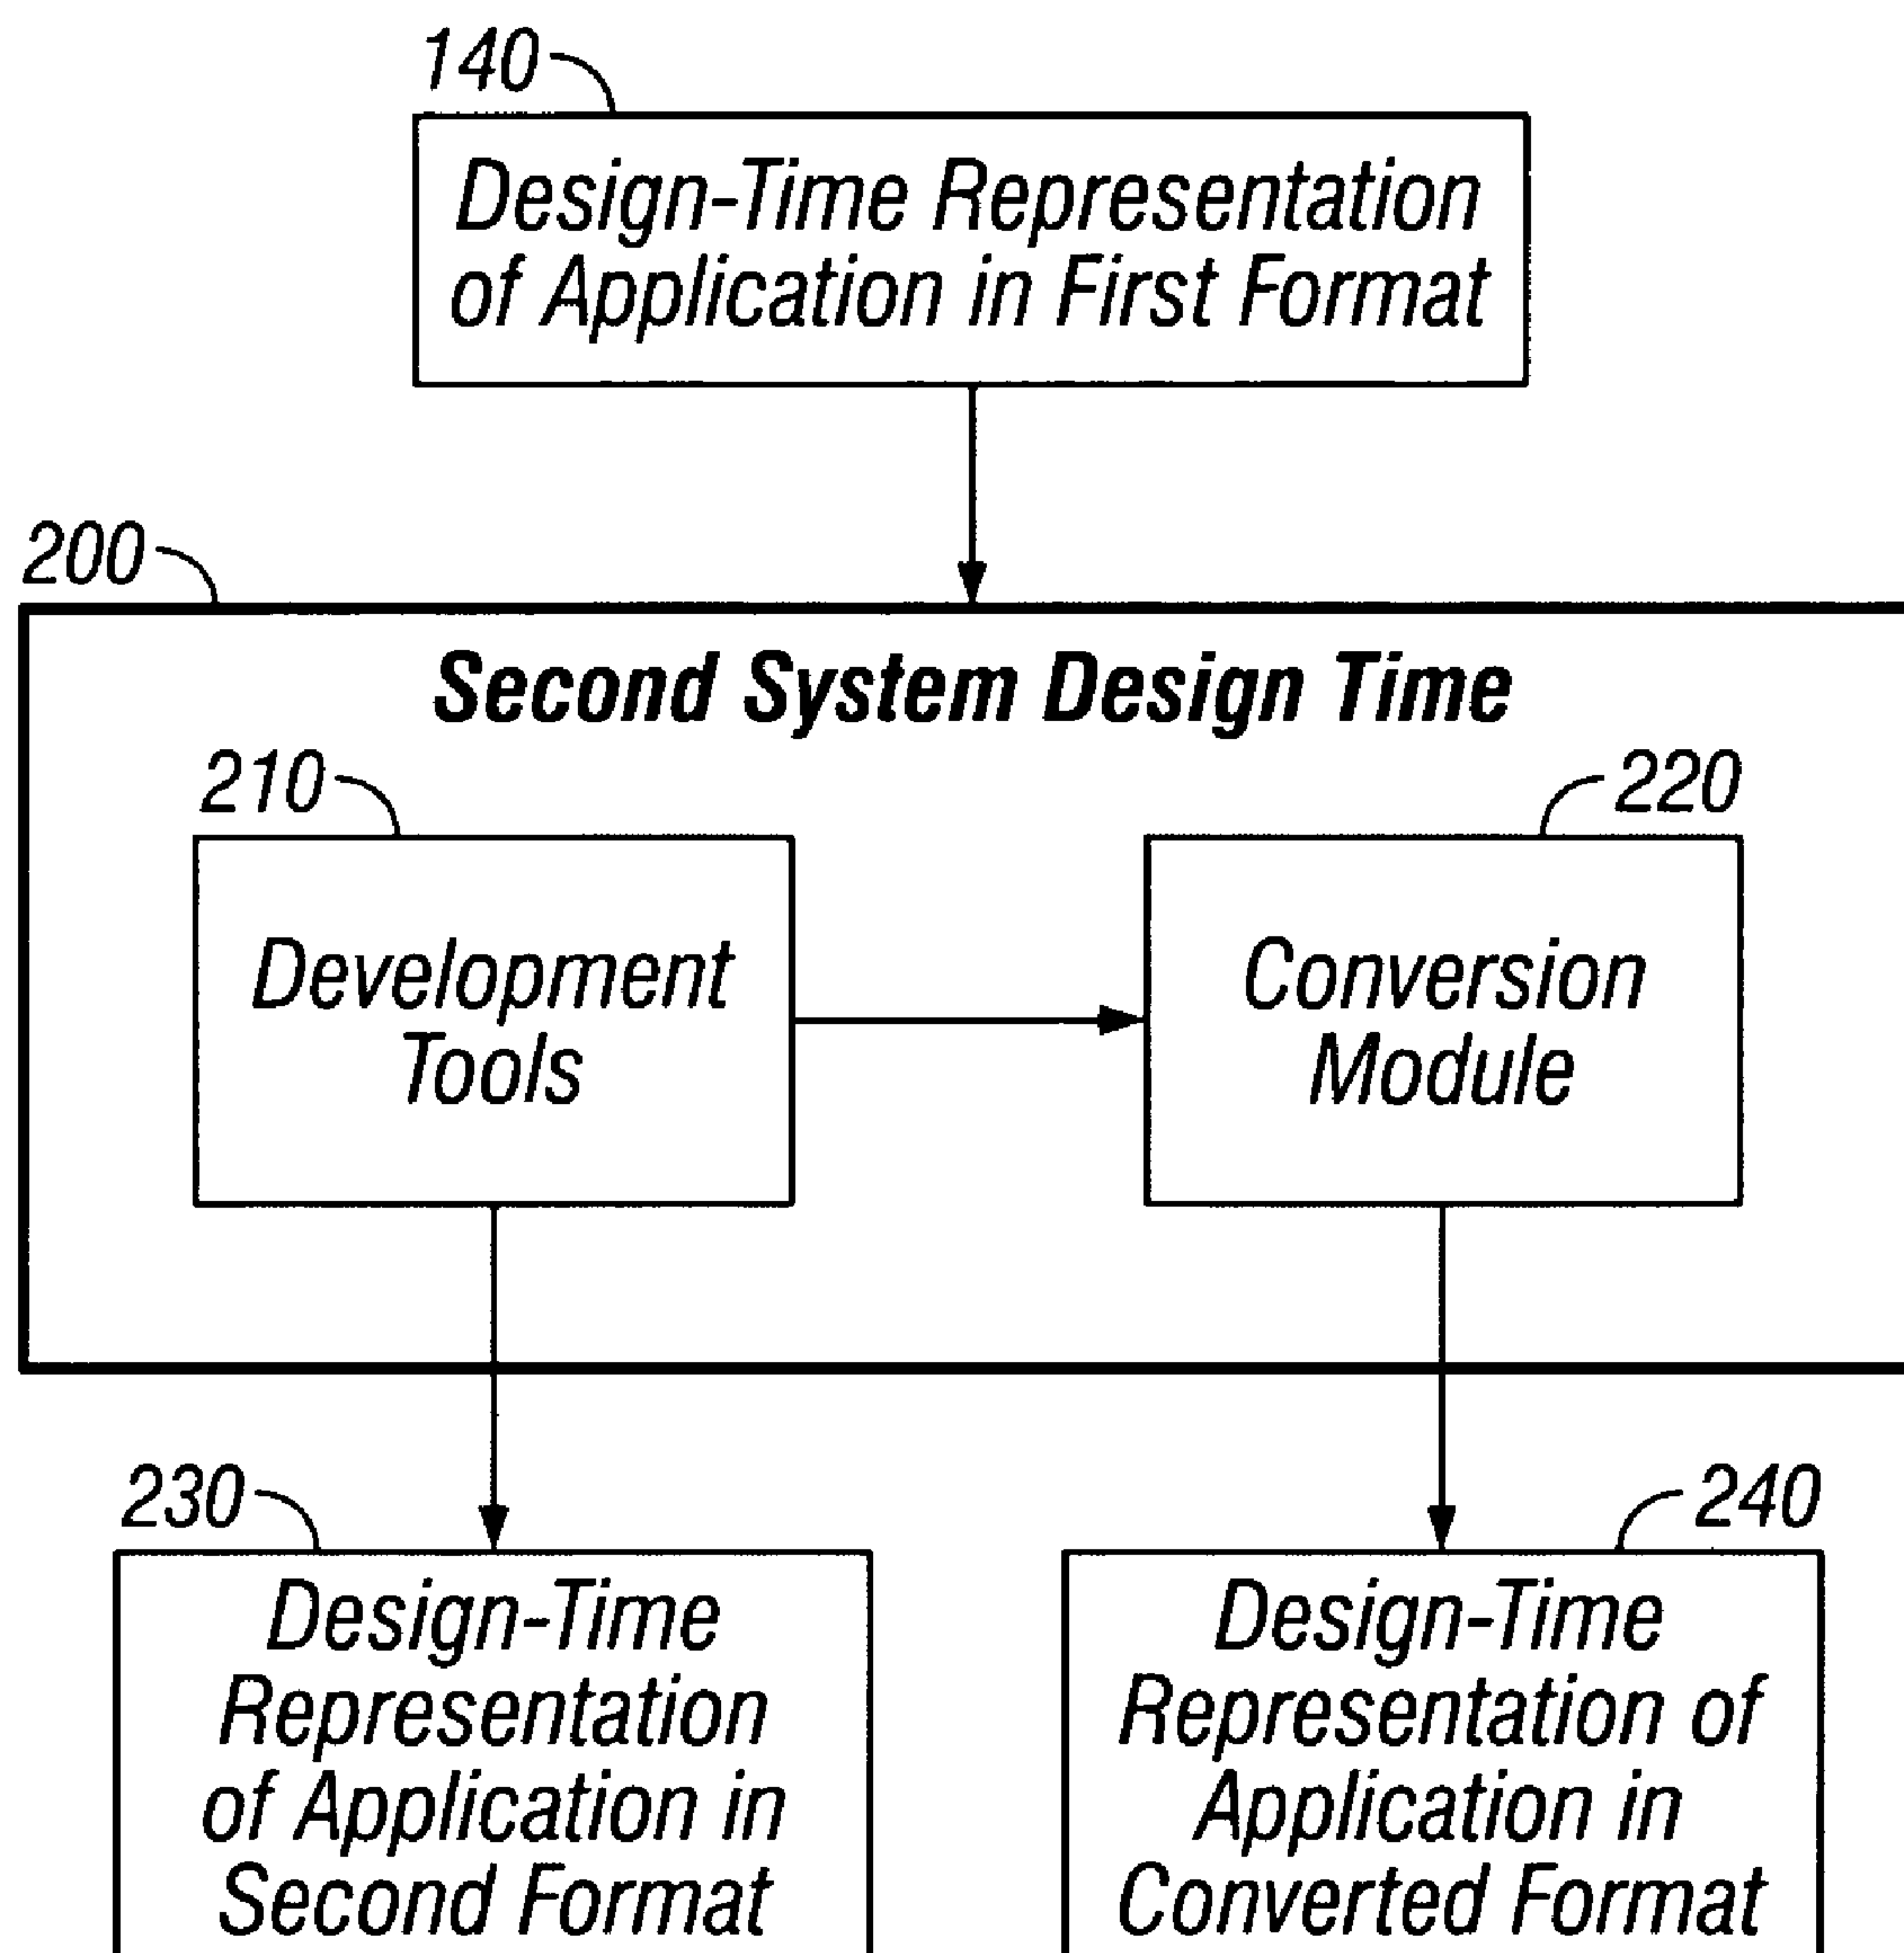 140
Design-Time Representation
of Application in First Format
200
Second System Design Time
210
220
Development
Tools
Conversion
Module
230
240
Design-Time
Representation
of Application in
Second Format
Design-Time
Representation of
Application in
Converted Format